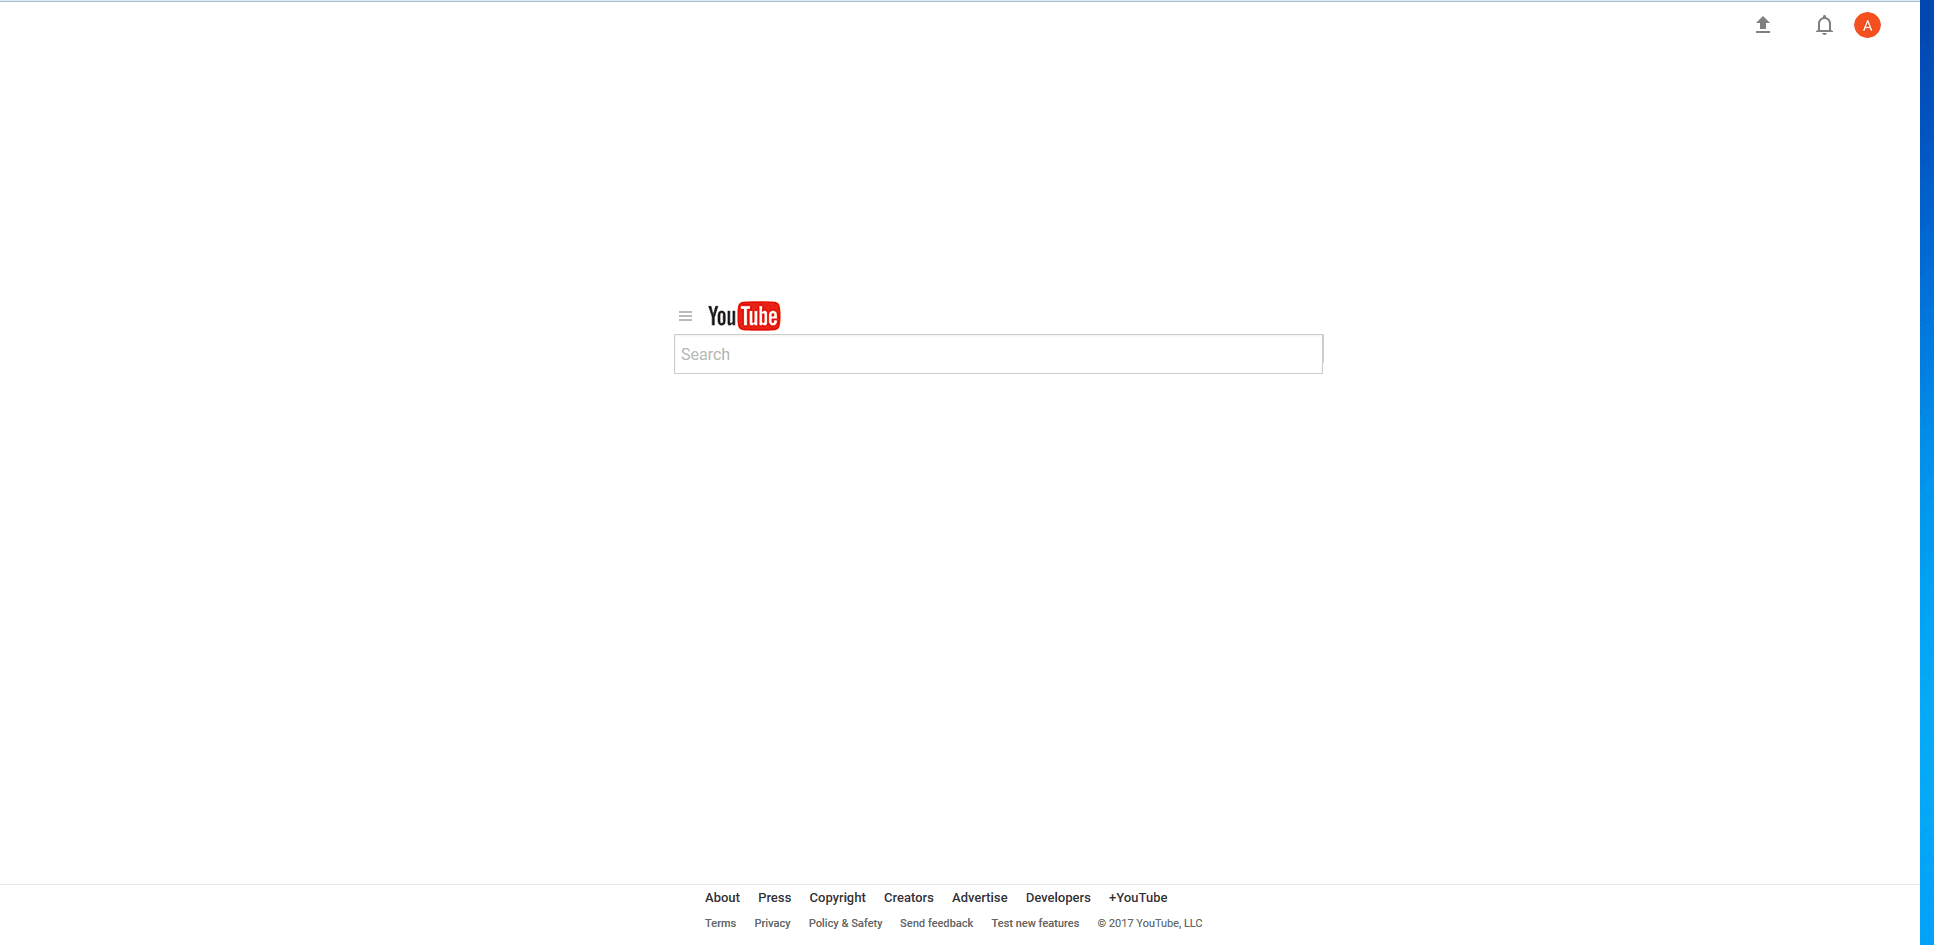 A
YouTube
Search
About Press Copyright Creators Advertise Developers +YouTube
Terms Privacy Policy & Safety Send feedback Test new features © 2017 YouTube, LLC